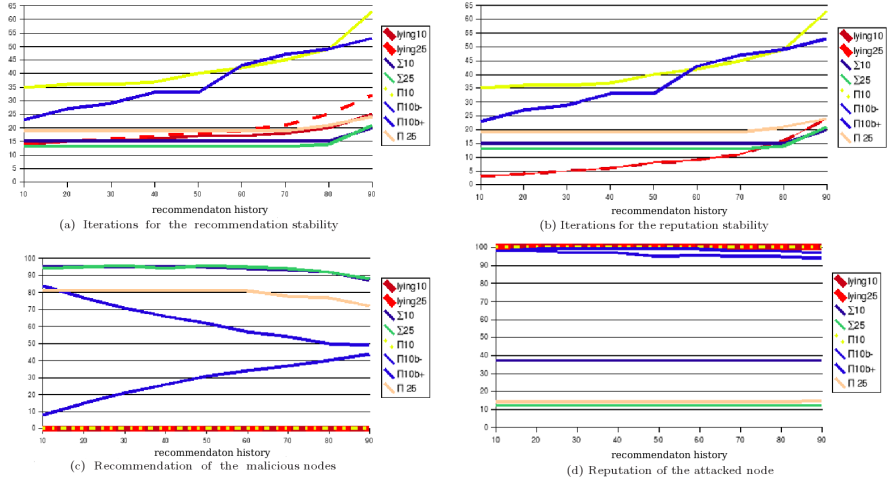 65
60
55
50
45
40
35
30
25
20
15
10
5
0
10 20 30 40 50 60 70 80 90
recommendaton history
lying10
lying25
Σ10
Σ25
Π10
Π10b-
Π10b+
Π 25
(a) Iterations for the recommendation stability
65
60
55
50
45
40
35
30
25
20
15
10
5
0
10 20 30 40 50 60 70 80 90
recommendaton history
lying10
lying25
Σ10
Σ25
Π10
Π10b-
Π10b+
Π 25
(b) Iterations for the reputation stability
100
90
80
70
60
50
40
30
20
10
0
10 20 30 40 50 60 70 80 90
recommendaton history
lying10
lying25
Σ10
Σ25
Π10
Π10b-
Π10b+
Π 25
(c) Recommendation of the malicious nodes
100
90
80
70
60
50
40
30
20
10
0
10 20 30 40 50 60 70 80 90
recommendaton history
lying10
lying25
Σ10
Σ25
Π10
Π10b-
Π10b+
Π 25
(d) Reputation of the attacked node